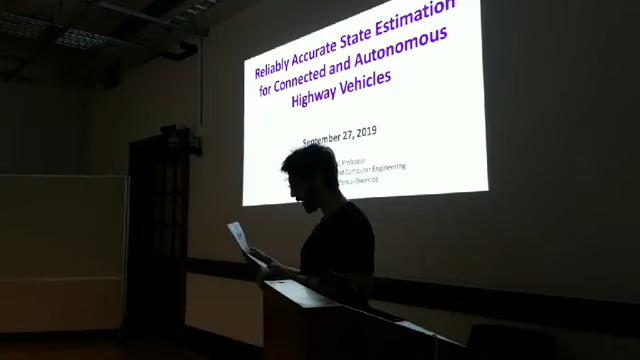 Reliably Accurate State Estimation
for Connected and Autonomous
Highway Vehicles
September 27, 2019
Professor
Computer Engineering